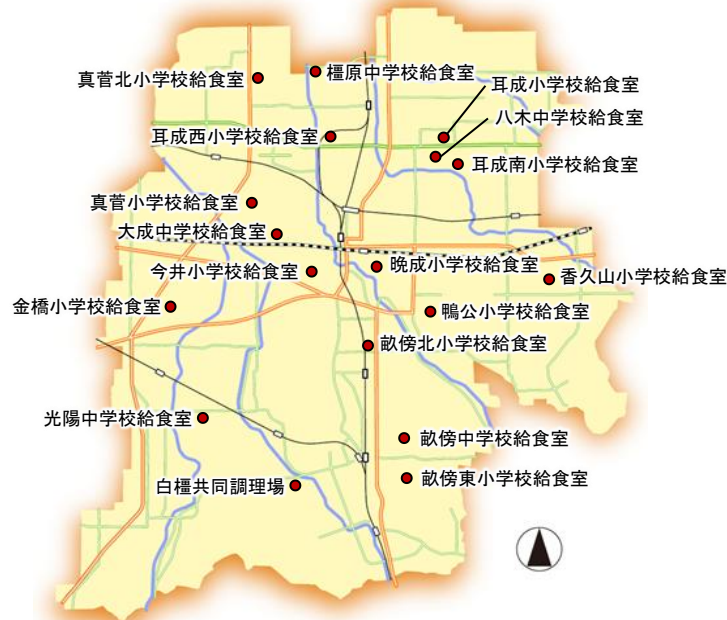 真菅北小学校給食室
橿原中学校給食室
耳成小学校給食室
八木中学校給食室
耳成西小学校給食室
耳成南小学校給食室
真菅小学校給食室
大成中学校給食室
今井小学校給食室
晩成小学校給食室
香久山小学校給食室
金橋小学校給食室
鴨公小学校給食室
畝傍北小学校給食室
光陽中学校給食室
畝傍中学校給食室
畝傍東小学校給食室
白橿共同調理場